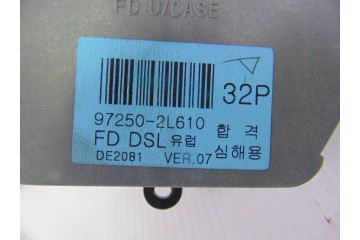 FD U/CASE
32P
97250-2L610 합 격
FD DSL 유럽 심해용
DE2081 VER.07